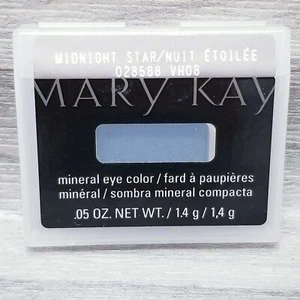 MIDNIGHT STAR/NUIT ÉTOILÉE
028588 VH08
MARY KAY
mineral eye color / fard à paupières
minéral / sombra mineral compacta
.05 OZ. NET WT. / 1.4 g / 1,4 g